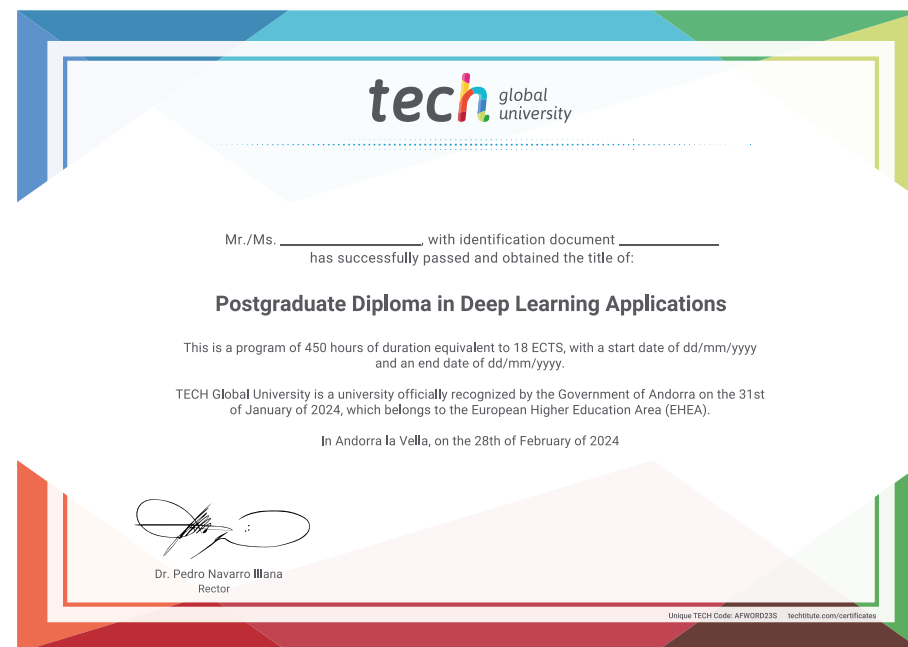 tech global university
Mr./Ms. ____________________, with identification document ______________
has successfully passed and obtained the title of:
Postgraduate Diploma in Deep Learning Applications
This is a program of 450 hours of duration equivalent to 18 ECTS, with a start date of dd/mm/yyyy
and an end date of dd/mm/yyyy.
TECH Global University is a university officially recognized by the Government of Andorra on the 31st
of January of 2024, which belongs to the European Higher Education Area (EHEA).
In Andorra la Vella, on the 28th of February of 2024
Dr. Pedro Navarro Illana
Rector
Unique TECH Code: AFWORD23S techtitute.com/certificates